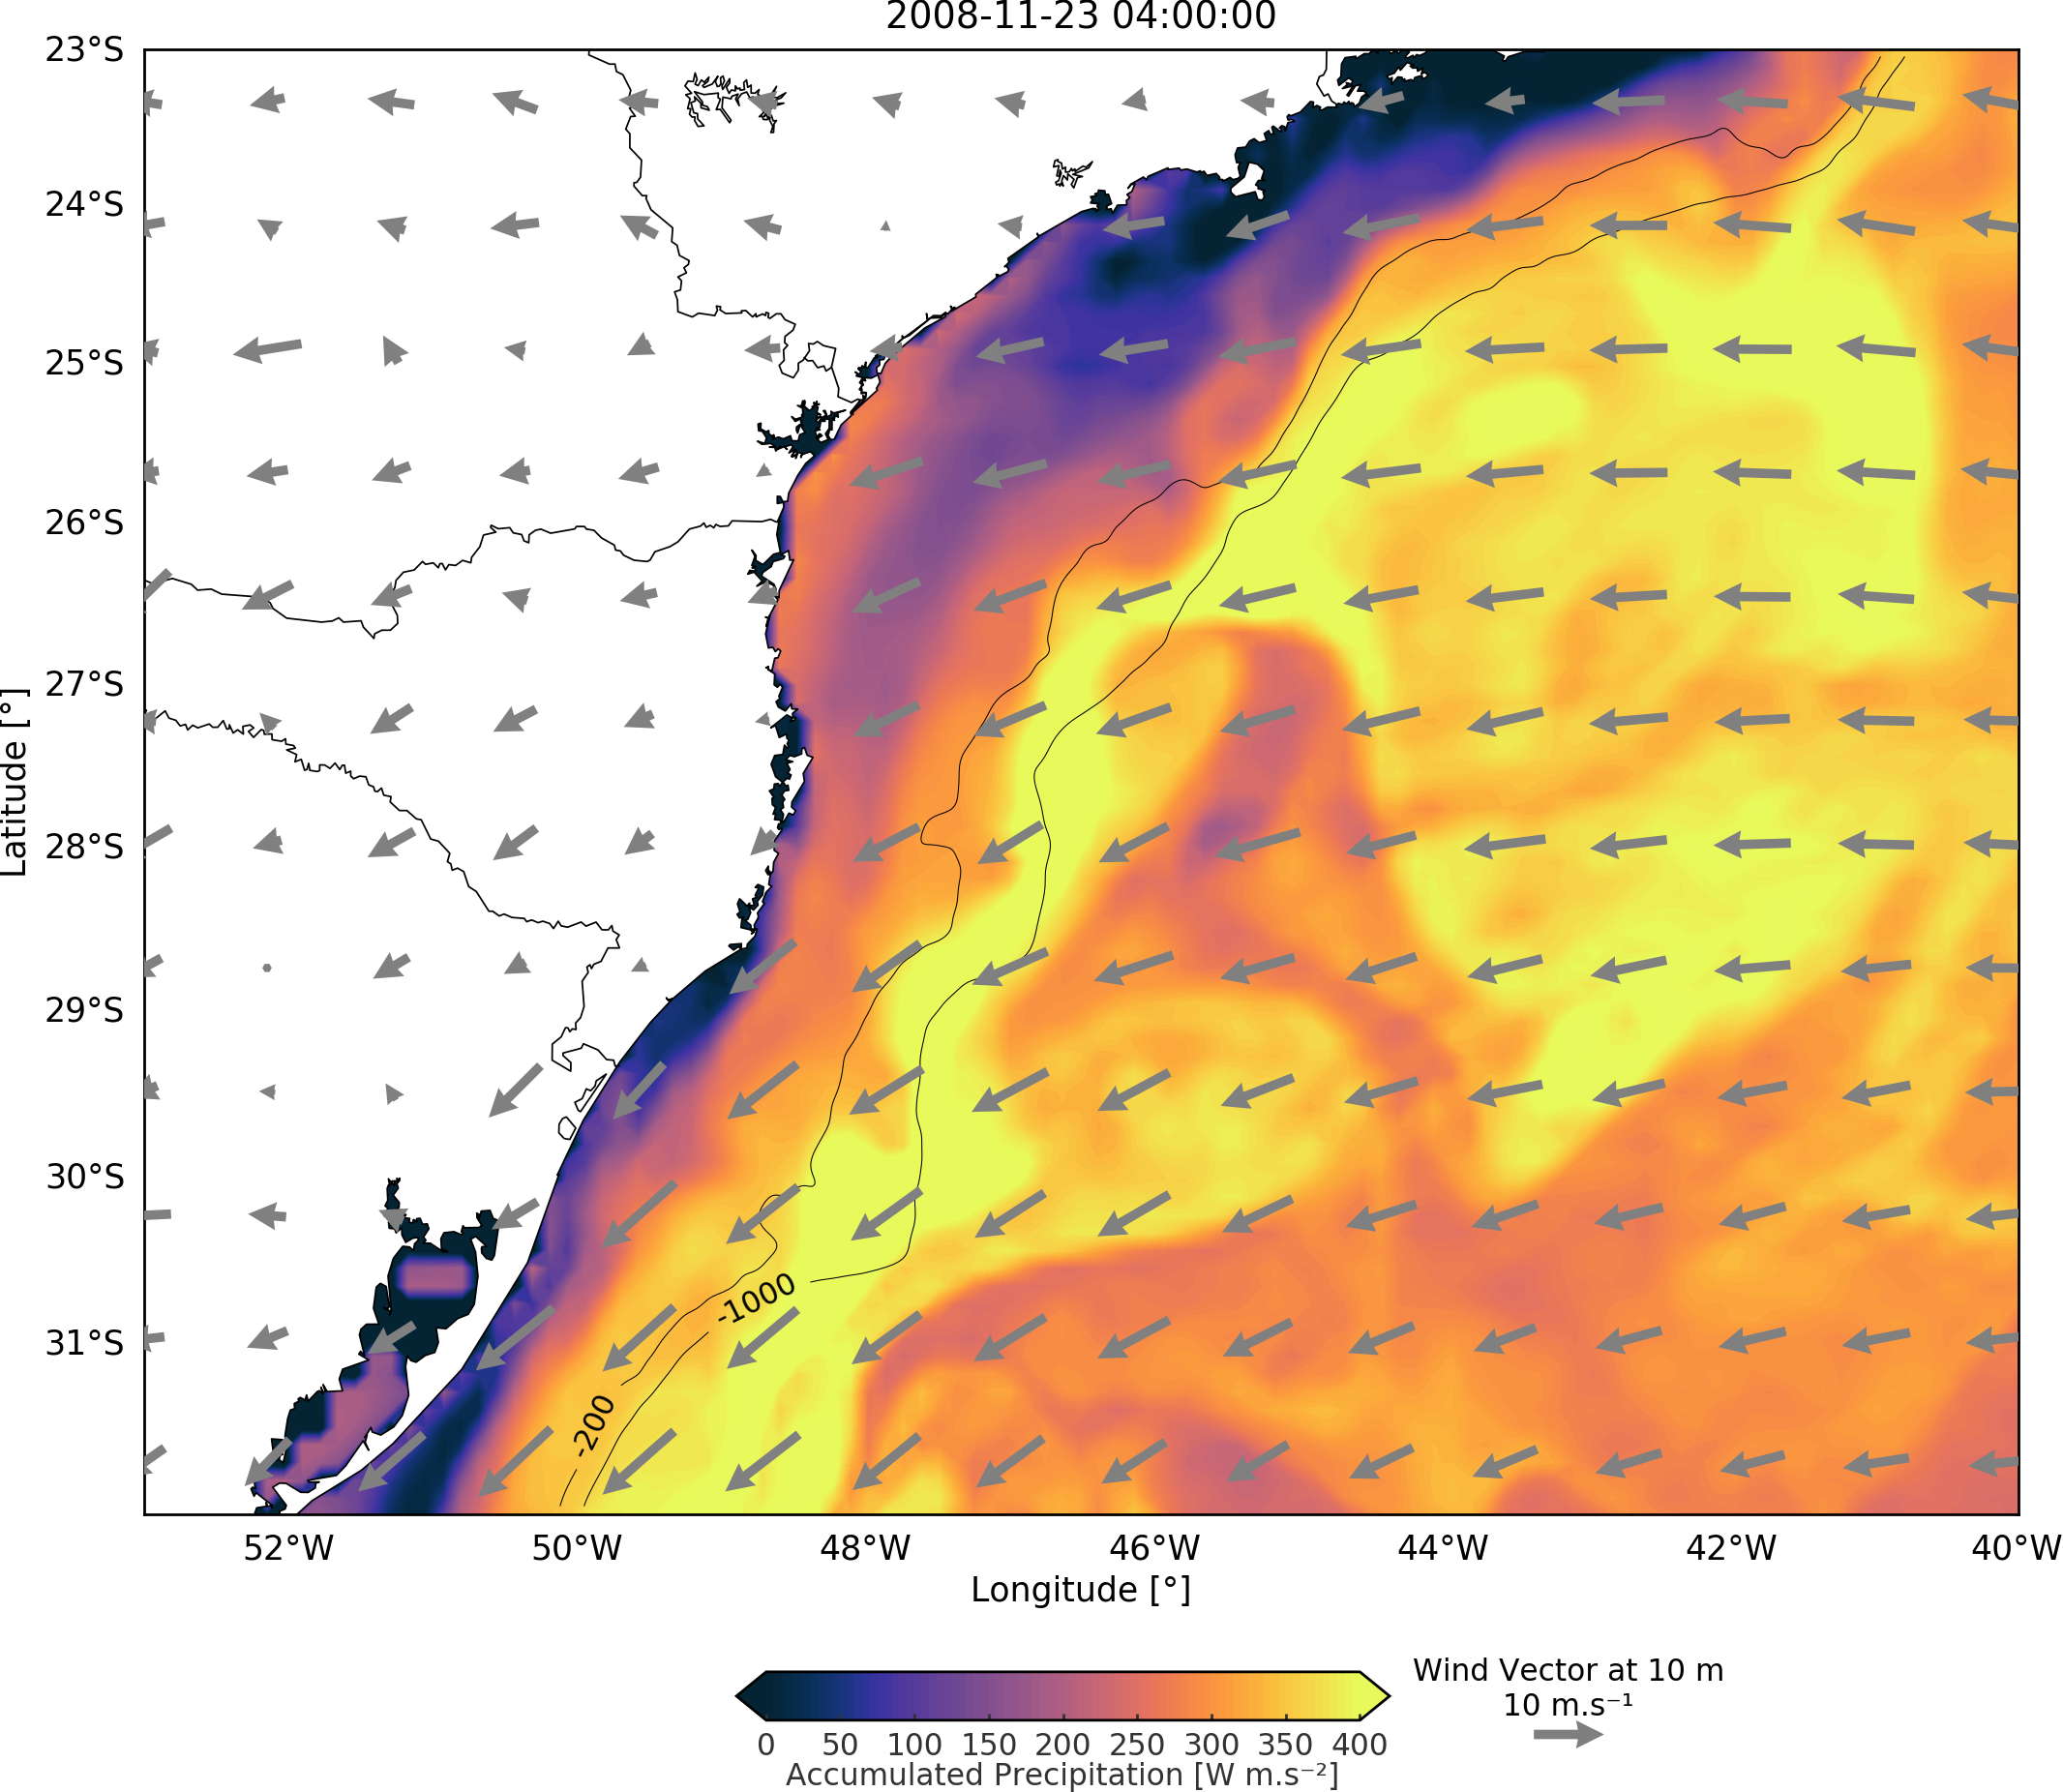 2008-11-23 04:00:00
23°S
24°S
25°S
26°S
27°S
28°S
29°S
30°S
31°S
Latitude [°]
-1000
-200
52°W 50°W 48°W 46°W 44°W 42°W 40°W
Longitude [°]
Wind Vector at 10 m
10 m.s⁻¹
0 50 100 150 200 250 300 350 400
Accumulated Precipitation [W m.s⁻²]